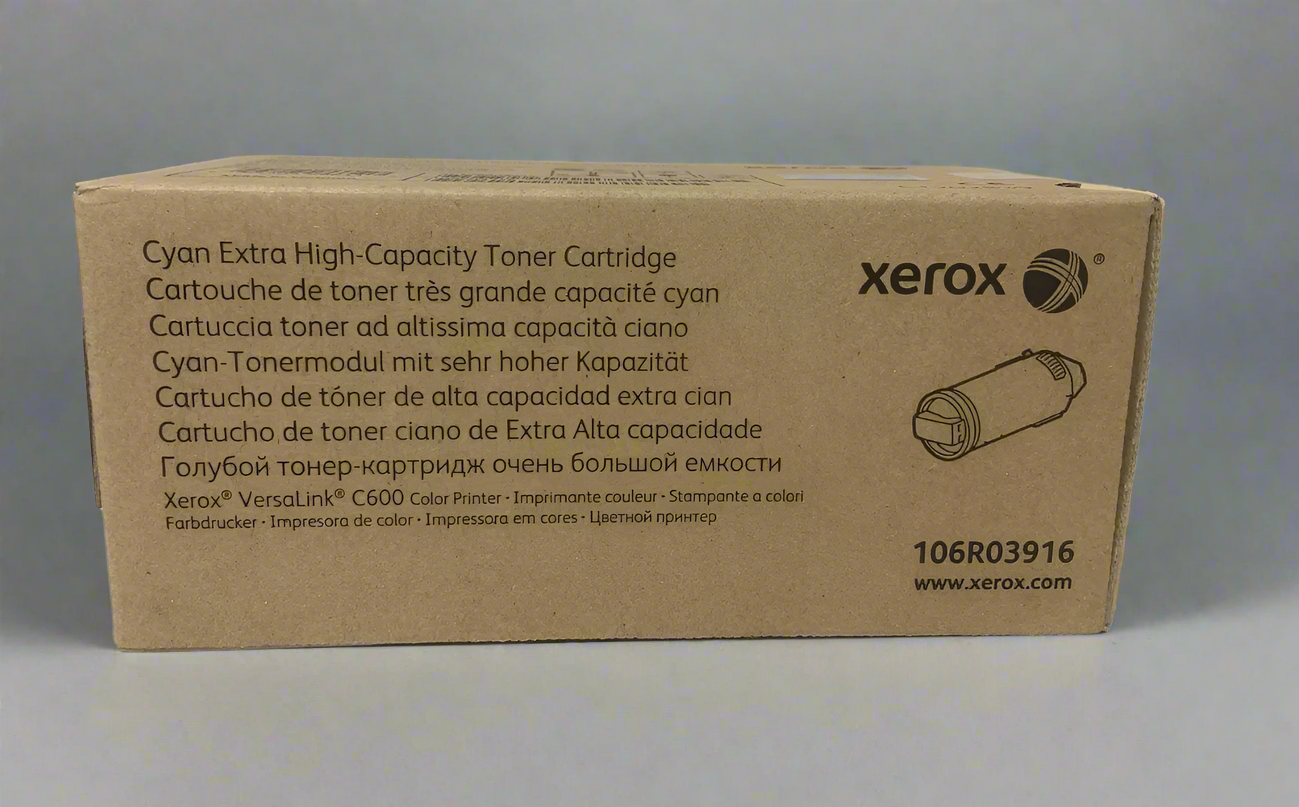 Cyan Extra High-Capacity Toner Cartridge
Cartouche de toner très grande capacité cyan
Cartuccia toner ad altissima capacità ciano
Cyan-Tonermodul mit sehr hoher Kapazität
Cartucho de tóner de alta capacidad extra cian
Cartucho de toner ciano de Extra Alta capacidade
Голубой тонер-картридж очень большой емкости
Xerox® VersaLink® C600 Color Printer · Imprimante couleur · Stampante a colori
Farbdrucker · Impresora de color · Impressora em cores · Цветной принтер
xerox ®
106R03916
www.xerox.com